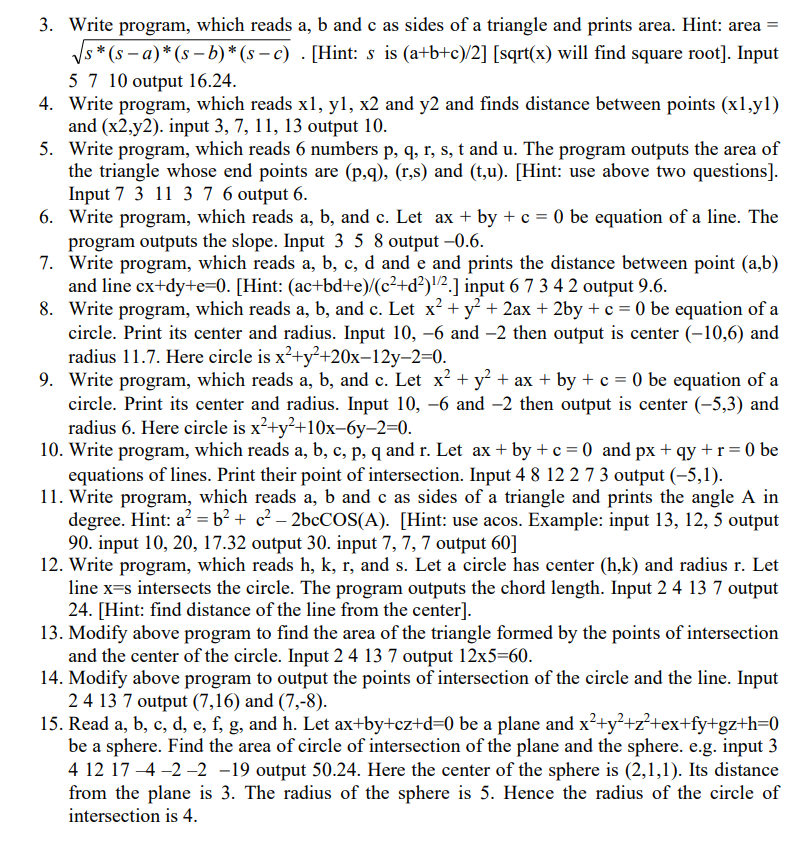 3. Write program, which reads a, b and c as sides of a triangle and prints area. Hint: area =
√s*(s−a)*(s−b)*(s−c) . [Hint: s is (a+b+c)/2] [sqrt(x) will find square root]. Input
5 7 10 output 16.24.
4. Write program, which reads x1, y1, x2 and y2 and finds distance between points (x1,y1)
and (x2,y2). input 3, 7, 11, 13 output 10.
5. Write program, which reads 6 numbers p, q, r, s, t and u. The program outputs the area of
the triangle whose end points are (p,q), (r,s) and (t,u). [Hint: use above two questions].
Input 7 3 11 3 7 6 output 6.
6. Write program, which reads a, b, and c. Let ax + by + c = 0 be equation of a line. The
program outputs the slope. Input 3 5 8 output –0.6.
7. Write program, which reads a, b, c, d and e and prints the distance between point (a,b)
and line cx+dy+e=0. [Hint: (ac+bd+e)/(c²+d²)¹ᐟ².] input 6 7 3 4 2 output 9.6.
8. Write program, which reads a, b, and c. Let x² + y² + 2ax + 2by + c = 0 be equation of a
circle. Print its center and radius. Input 10, –6 and –2 then output is center (–10,6) and
radius 11.7. Here circle is x²+y²+20x–12y–2=0.
9. Write program, which reads a, b, and c. Let x² + y² + ax + by + c = 0 be equation of a
circle. Print its center and radius. Input 10, –6 and –2 then output is center (–5,3) and
radius 6. Here circle is x²+y²+10x–6y–2=0.
10. Write program, which reads a, b, c, p, q and r. Let ax + by + c = 0 and px + qy + r = 0 be
equations of lines. Print their point of intersection. Input 4 8 12 2 7 3 output (–5,1).
11. Write program, which reads a, b and c as sides of a triangle and prints the angle A in
degree. Hint: a² = b² + c² – 2bcCOS(A). [Hint: use acos. Example: input 13, 12, 5 output
90. input 10, 20, 17.32 output 30. input 7, 7, 7 output 60]
12. Write program, which reads h, k, r, and s. Let a circle has center (h,k) and radius r. Let
line x=s intersects the circle. The program outputs the chord length. Input 2 4 13 7 output
24. [Hint: find distance of the line from the center].
13. Modify above program to find the area of the triangle formed by the points of intersection
and the center of the circle. Input 2 4 13 7 output 12x5=60.
14. Modify above program to output the points of intersection of the circle and the line. Input
2 4 13 7 output (7,16) and (7,-8).
15. Read a, b, c, d, e, f, g, and h. Let ax+by+cz+d=0 be a plane and x²+y²+z²+ex+fy+gz+h=0
be a sphere. Find the area of circle of intersection of the plane and the sphere. e.g. input 3
4 12 17 –4 –2 –2 –19 output 50.24. Here the center of the sphere is (2,1,1). Its distance
from the plane is 3. The radius of the sphere is 5. Hence the radius of the circle of
intersection is 4.